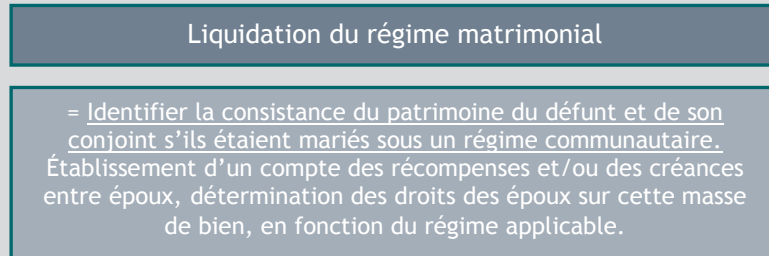 Liquidation du régime matrimonial
= Identifier la consistance du patrimoine du défunt et de son
conjoint s’ils étaient mariés sous un régime communautaire.
Établissement d’un compte des récompenses et/ou des créances
entre époux, détermination des droits des époux sur cette masse
de bien, en fonction du régime applicable.